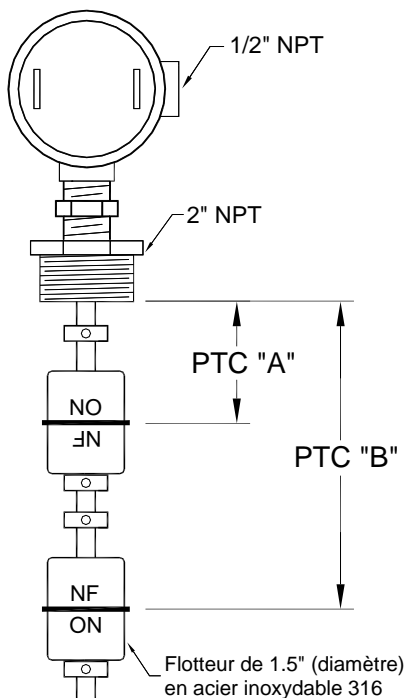 1/2" NPT
2" NPT
PTC "A"
NO
NF
PTC "B"
NF
ON
Flotteur de 1.5" (diamètre)
en acier inoxydable 316